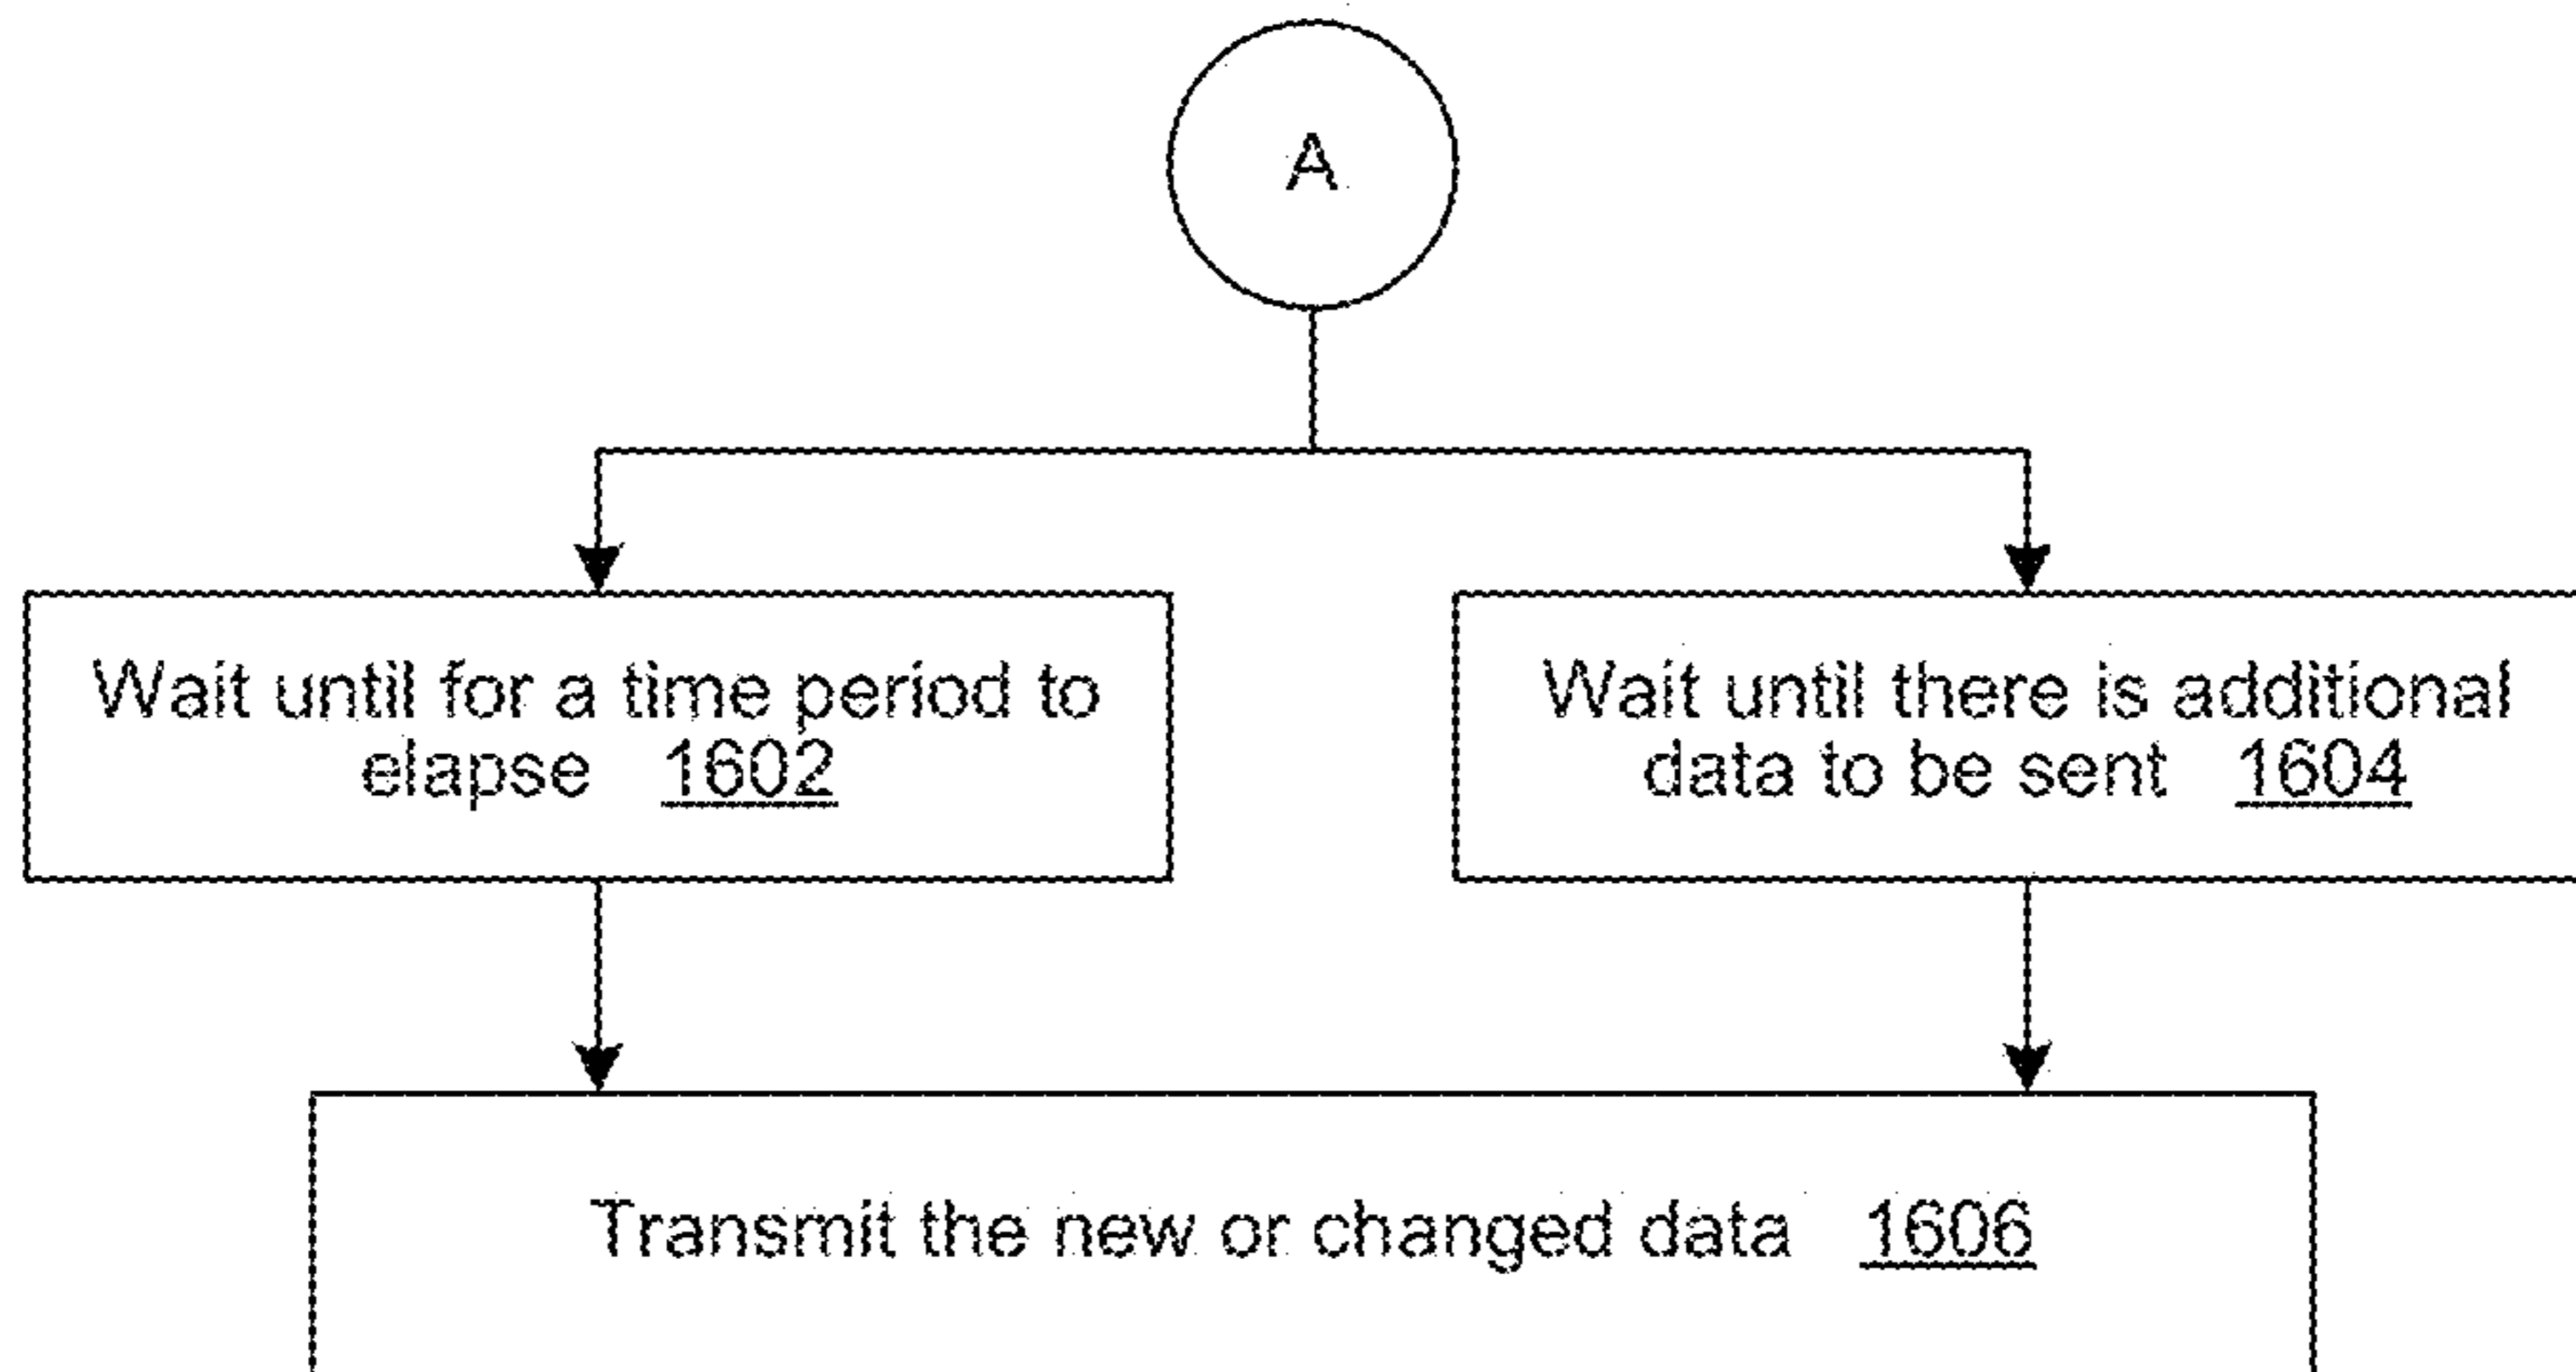 A
Wait until for a time period to
elapse 1602
Wait until there is additional
data to be sent 1604
Transmit the new or changed data 1606